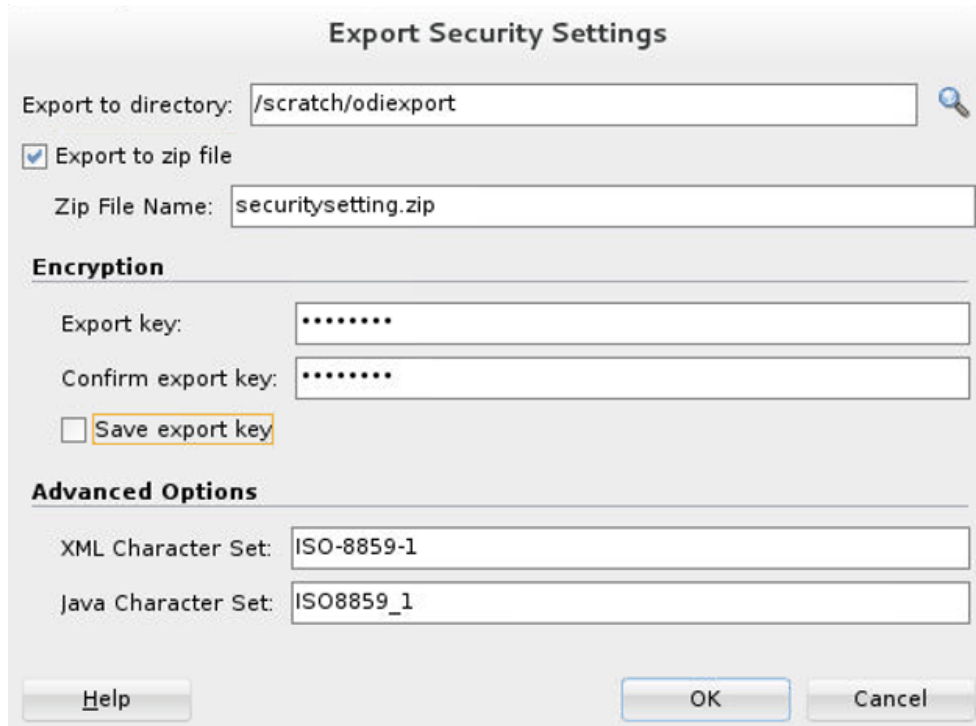 Export Security Settings
Export to directory: /scratch/odiexport
Export to zip file
Zip File Name: securitysetting.zip
Encryption
Export key: ••••••••
Confirm export key: ••••••••
Save export key
Advanced Options
XML Character Set: ISO-8859-1
Java Character Set: ISO8859_1
Help OK Cancel